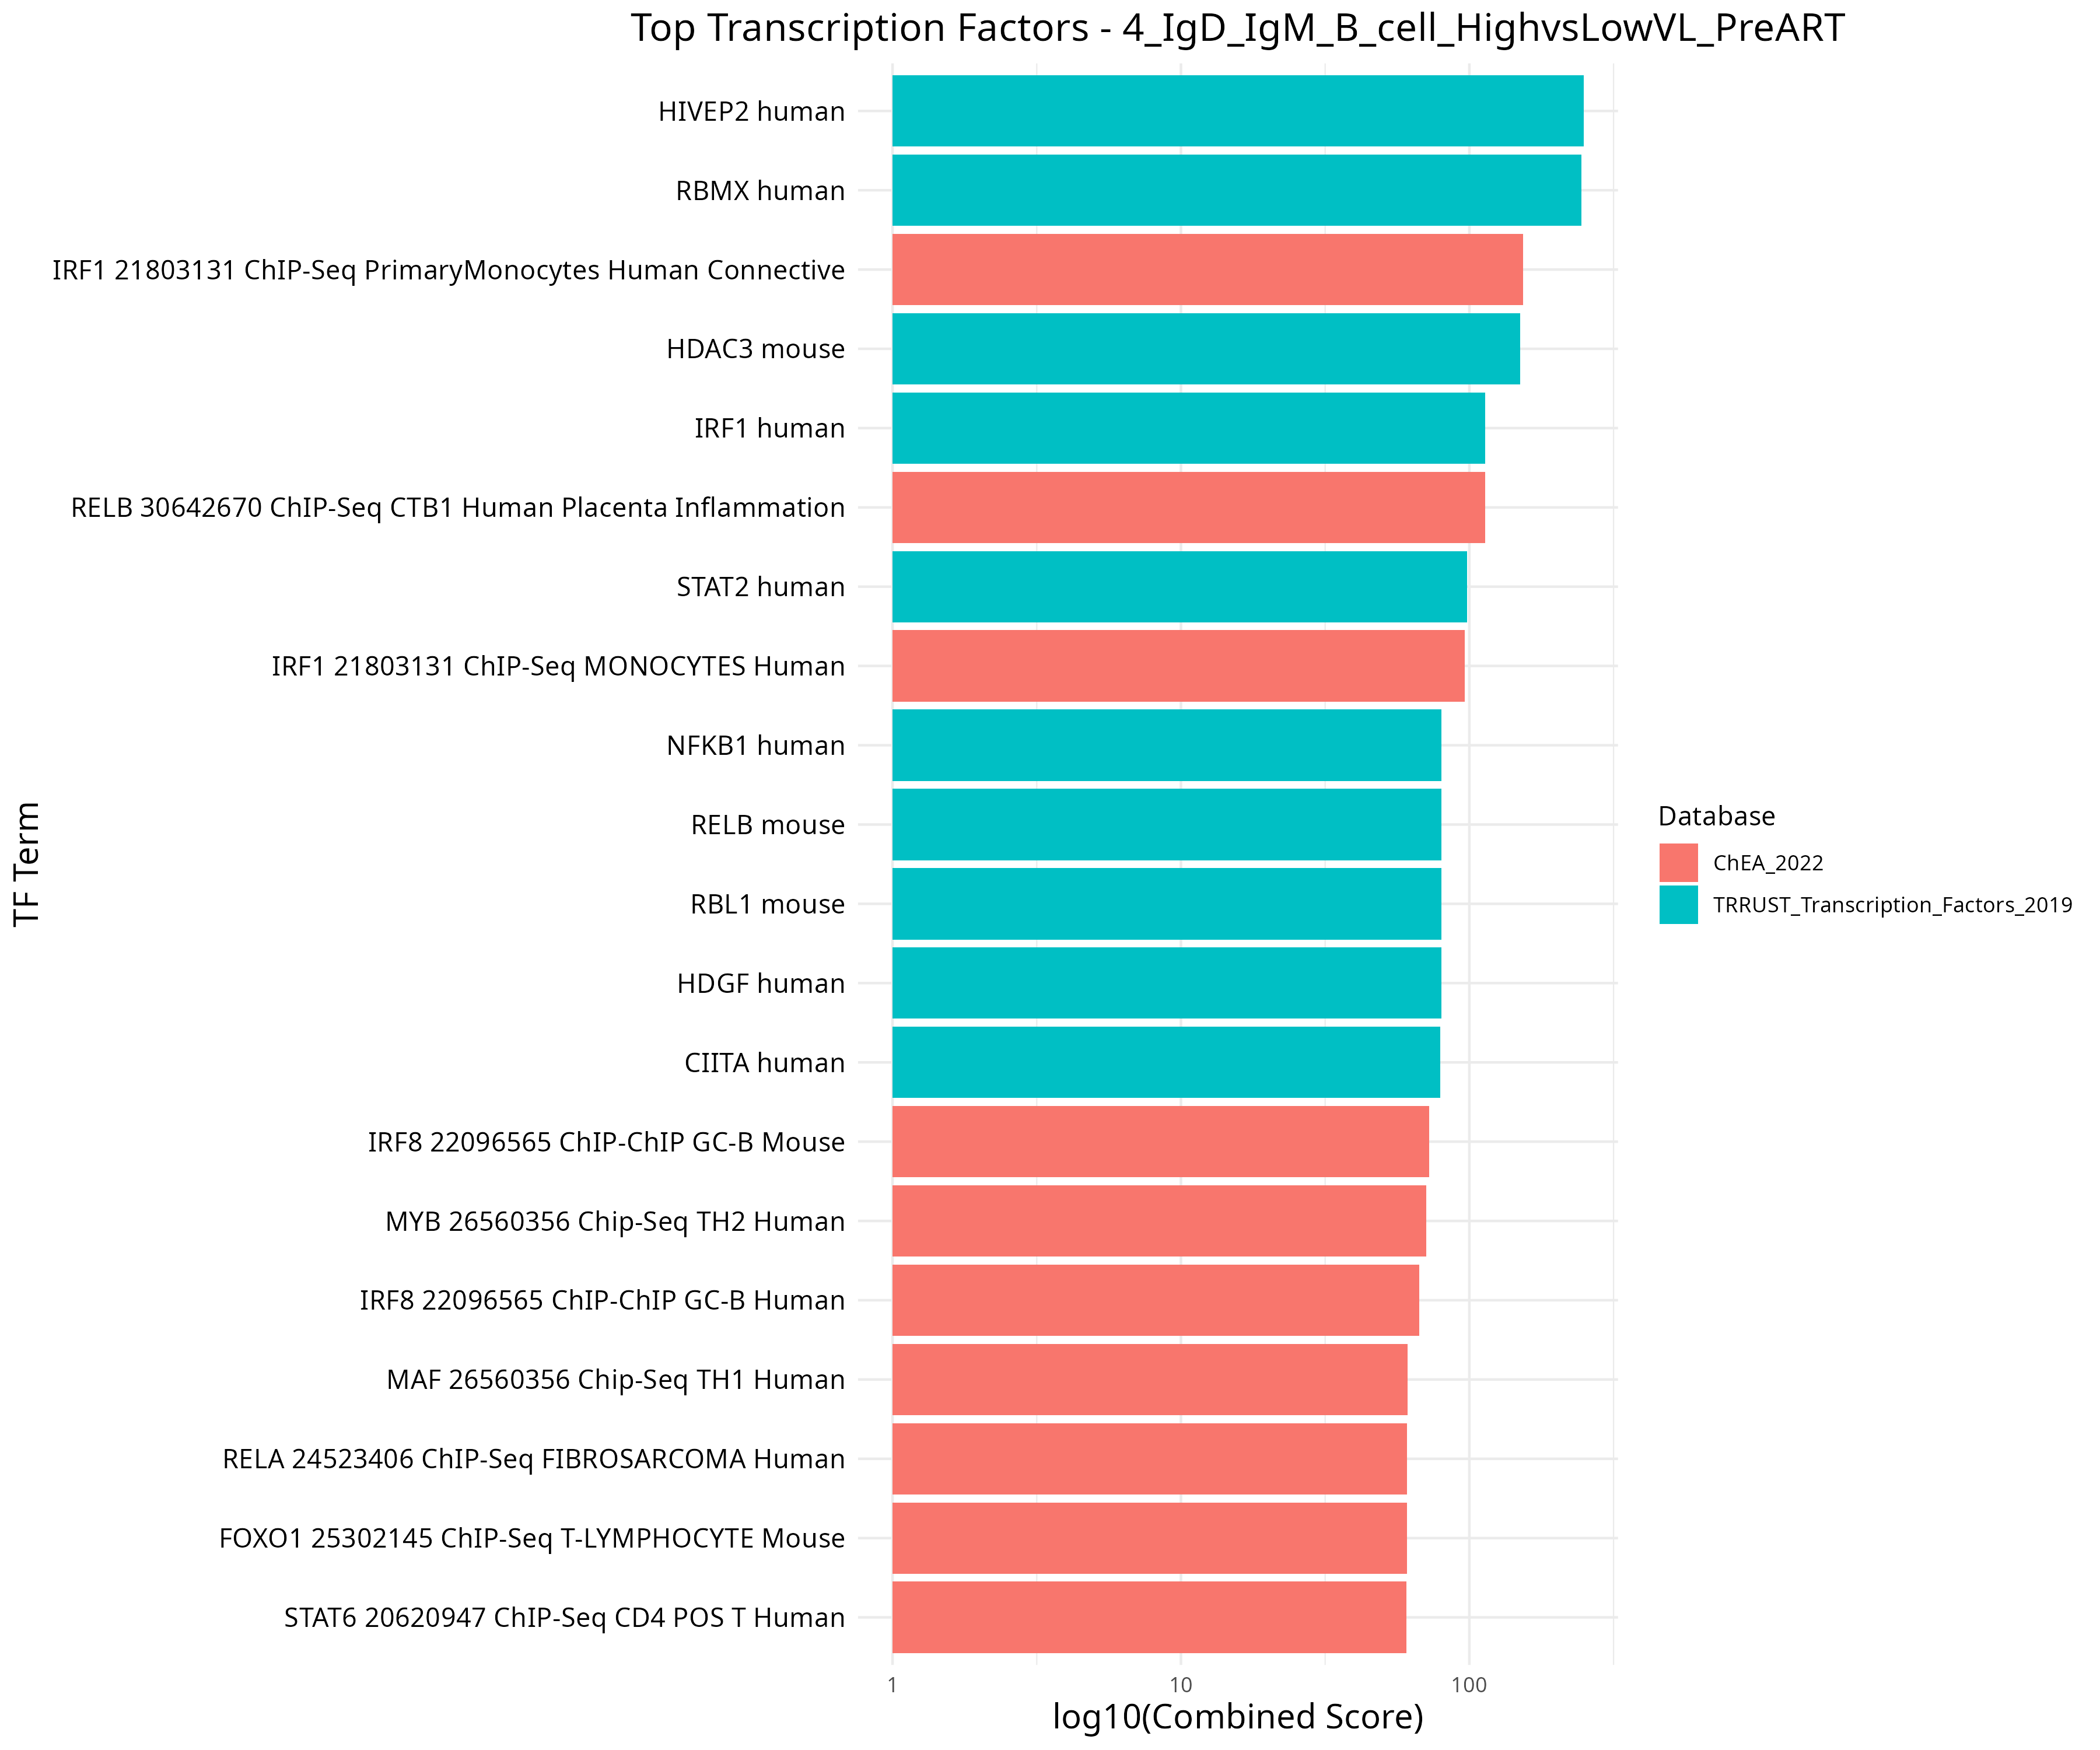 Top Transcription Factors - 4_IgD_IgM_B_cell_HighvsLowVL_PreART
HIVEP2 human
RBMX human
IRF1 21803131 ChIP-Seq PrimaryMonocytes Human Connective
HDAC3 mouse
IRF1 human
RELB 30642670 ChIP-Seq CTB1 Human Placenta Inflammation
STAT2 human
IRF1 21803131 ChIP-Seq MONOCYTES Human
NFKB1 human
RELB mouse
RBL1 mouse
HDGF human
CIITA human
IRF8 22096565 ChIP-ChIP GC-B Mouse
MYB 26560356 Chip-Seq TH2 Human
IRF8 22096565 ChIP-ChIP GC-B Human
MAF 26560356 Chip-Seq TH1 Human
RELA 24523406 ChIP-Seq FIBROSARCOMA Human
FOXO1 25302145 ChIP-Seq T-LYMPHOCYTE Mouse
STAT6 20620947 ChIP-Seq CD4 POS T Human
TF Term
1
10
100
log10(Combined Score)
Database
ChEA_2022
TRRUST_Transcription_Factors_2019